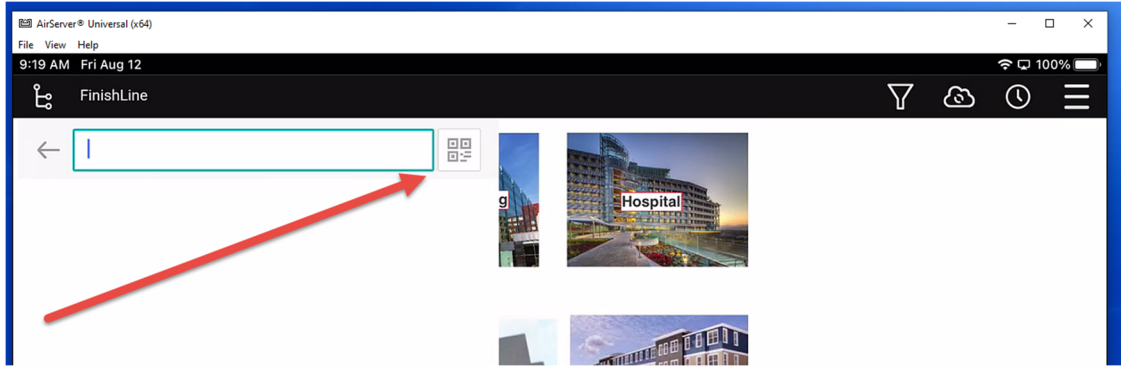 AirServer® Universal (x64)
File View Help
9:19 AM Fri Aug 12
100%
FinishLine
g
Hospital